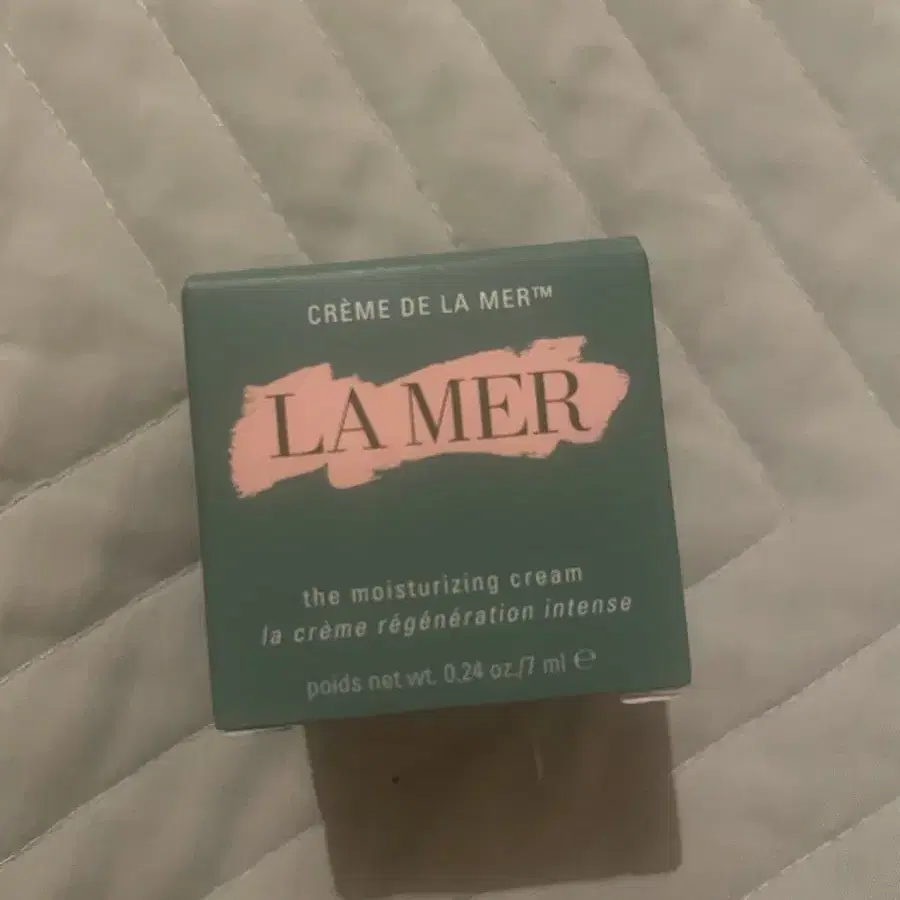 CRÈME DE LA MER™
LA MER
the moisturizing cream
la crème régénération intense
poids net wt. 0.24 oz./7 ml ℮